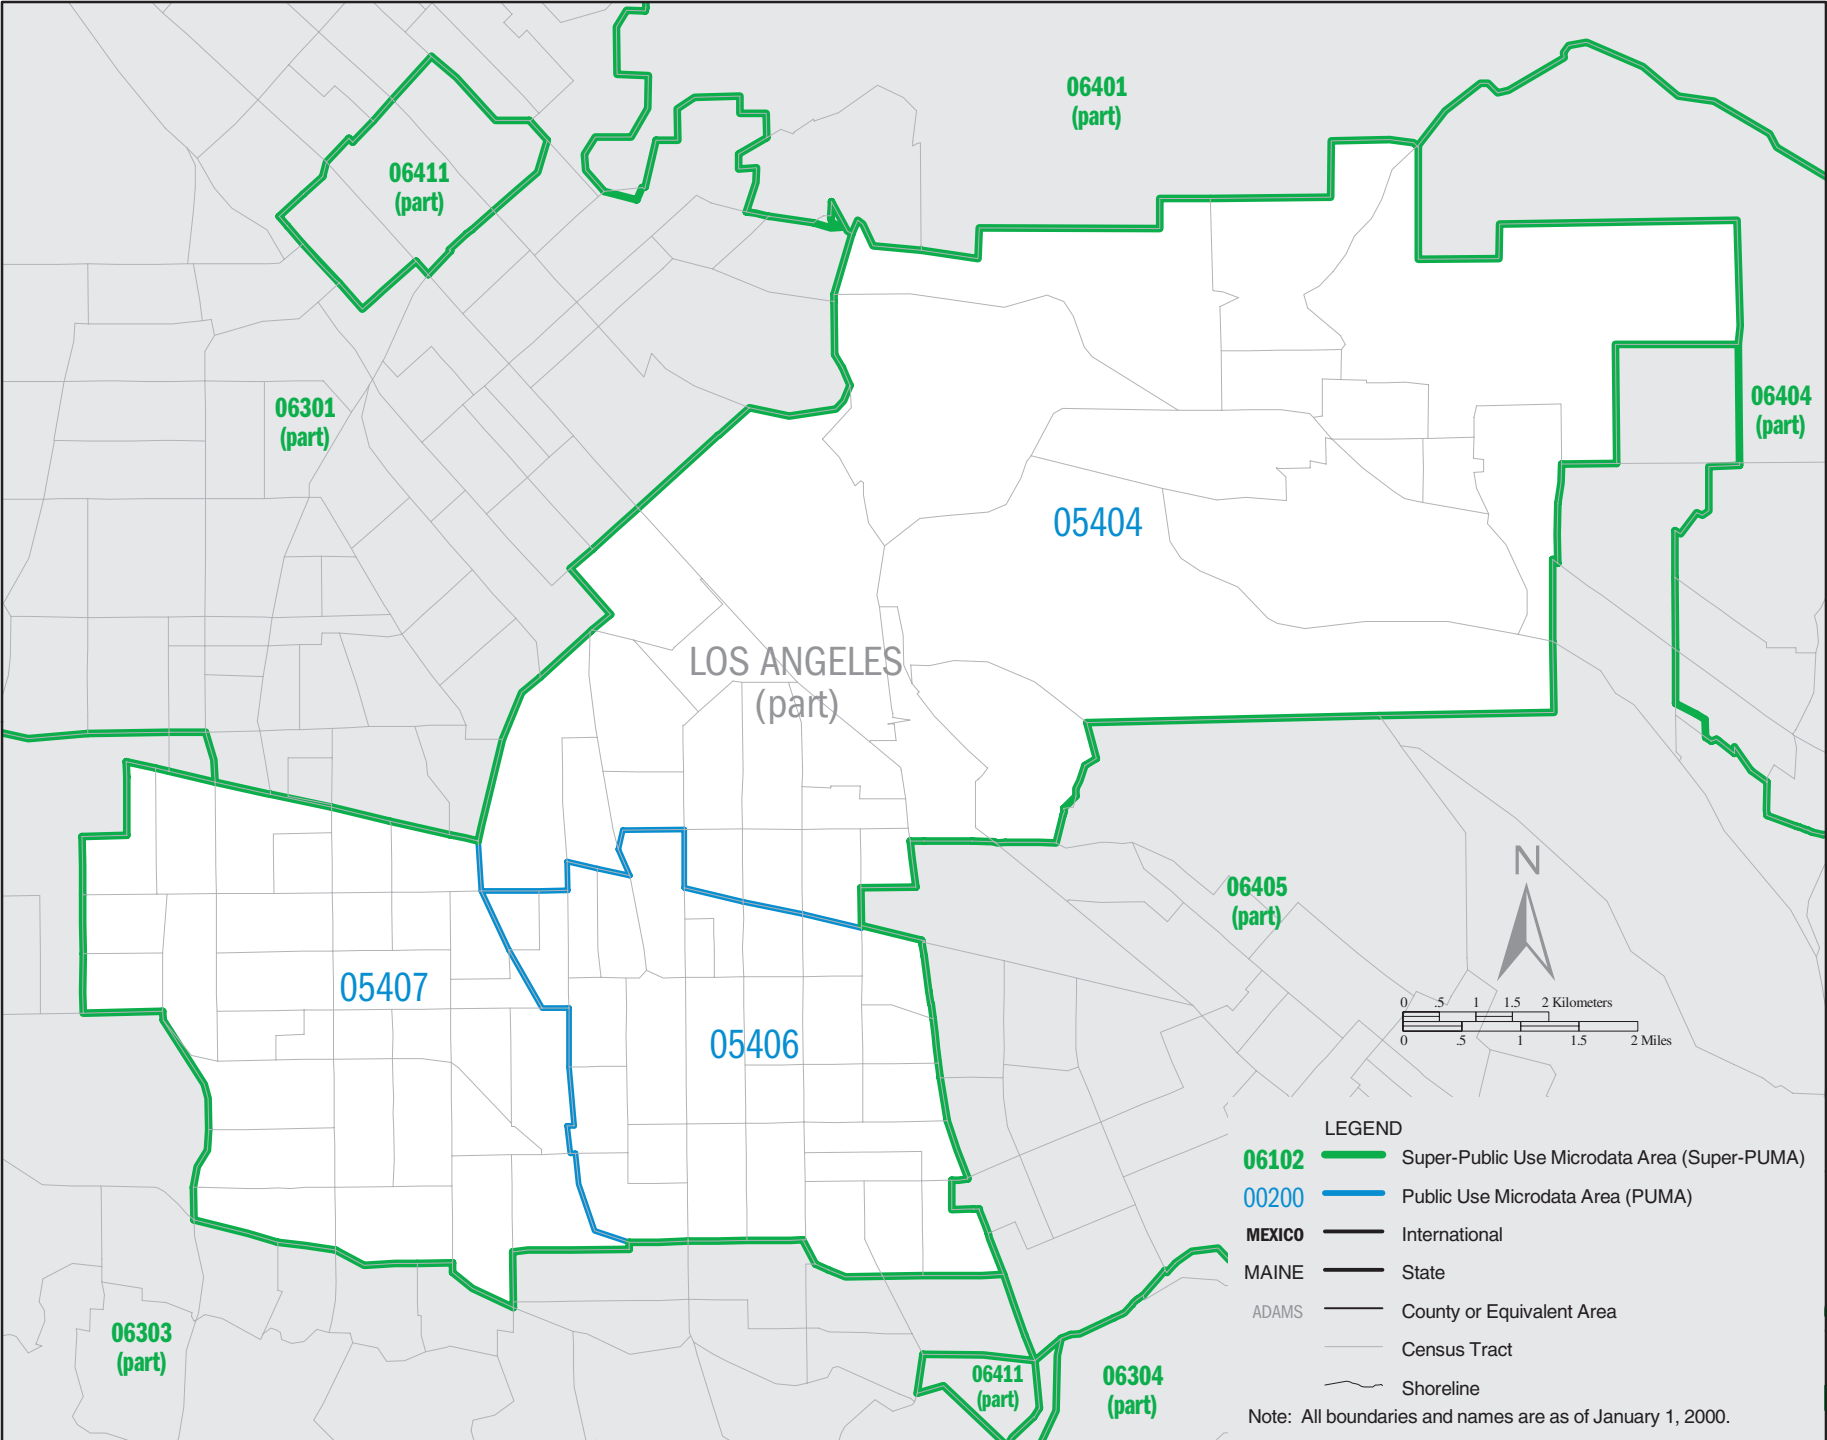 06401
(part)
06411
(part)
06404
(part)
06301
(part)
05404
LOS ANGELES
(part)
06405
(part)
N
05407
05406
0 .5 1 1.5 2 Kilometers
0 .5 1 1.5 2 Miles
LEGEND
06102 Super-Public Use Microdata Area (Super-PUMA)
00200 Public Use Microdata Area (PUMA)
MEXICO International
MAINE State
ADAMS County or Equivalent Area
Census Tract
Shoreline
Note: All boundaries and names are as of January 1, 2000.
06303
(part)
06411
(part)
06304
(part)